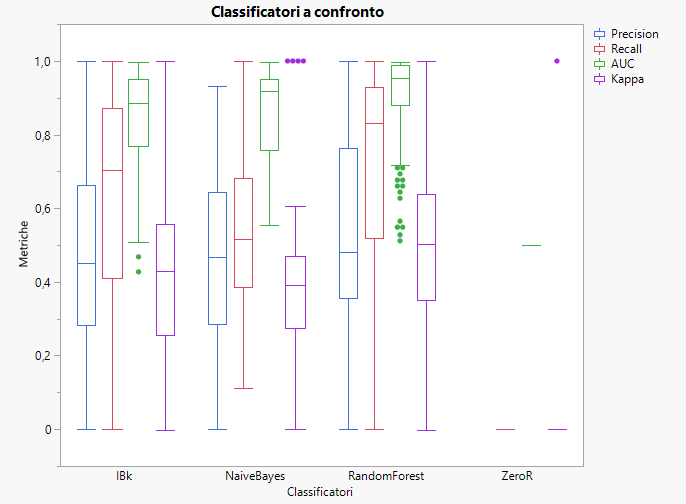 Classificatori a confronto
Precision
Recall
AUC
Kappa
Metriche
1,0
0,8
0,6
0,4
0,2
0
IBk
NaiveBayes
RandomForest
ZeroR
Classificatori